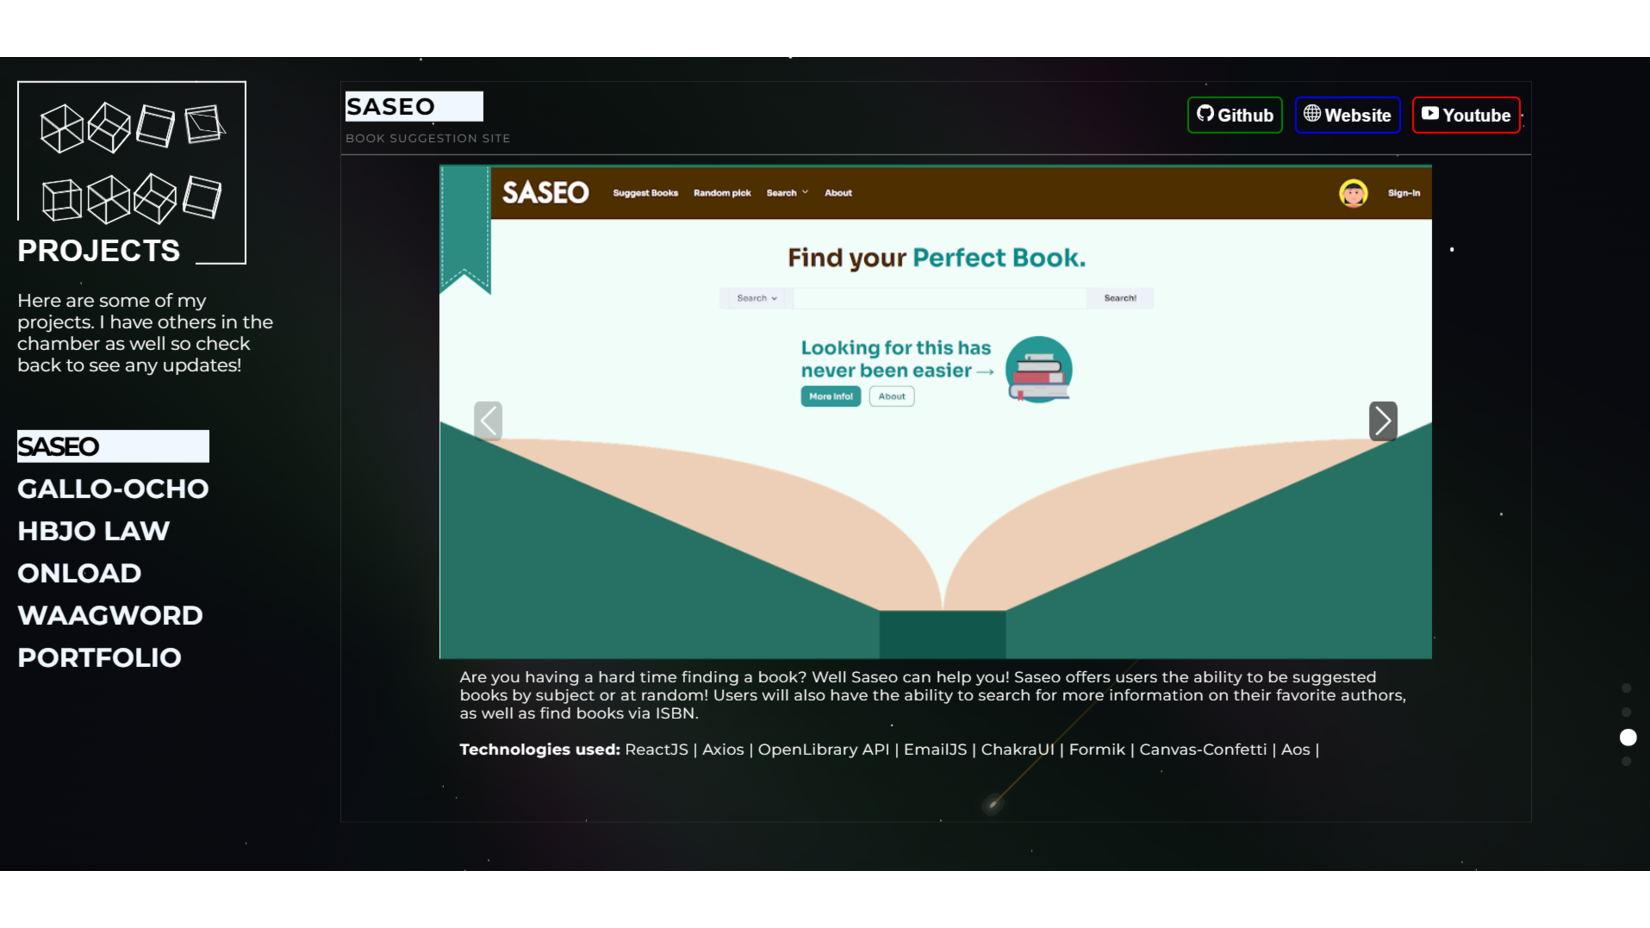 PROJECTS
Here are some of my
projects. I have others in the
chamber as well so check
back to see any updates!
SASEO
GALLO-OCHO
HBJO LAW
ONLOAD
WAAGWORD
PORTFOLIO
SASEO
BOOK SUGGESTION SITE
Github
Website
Youtube
SASEO
Suggest Books
Random pick
Search
About
Sign-in
Find your Perfect Book.
Search
Search!
Looking for this has
never been easier →
More Info!
About
Are you having a hard time finding a book? Well Saseo can help you! Saseo offers users the ability to be suggested
books by subject or at random! Users will also have the ability to search for more information on their favorite authors,
as well as find books via ISBN.
Technologies used: ReactJS | Axios | OpenLibrary API | EmailJS | ChakraUI | Formik | Canvas-Confetti | Aos |